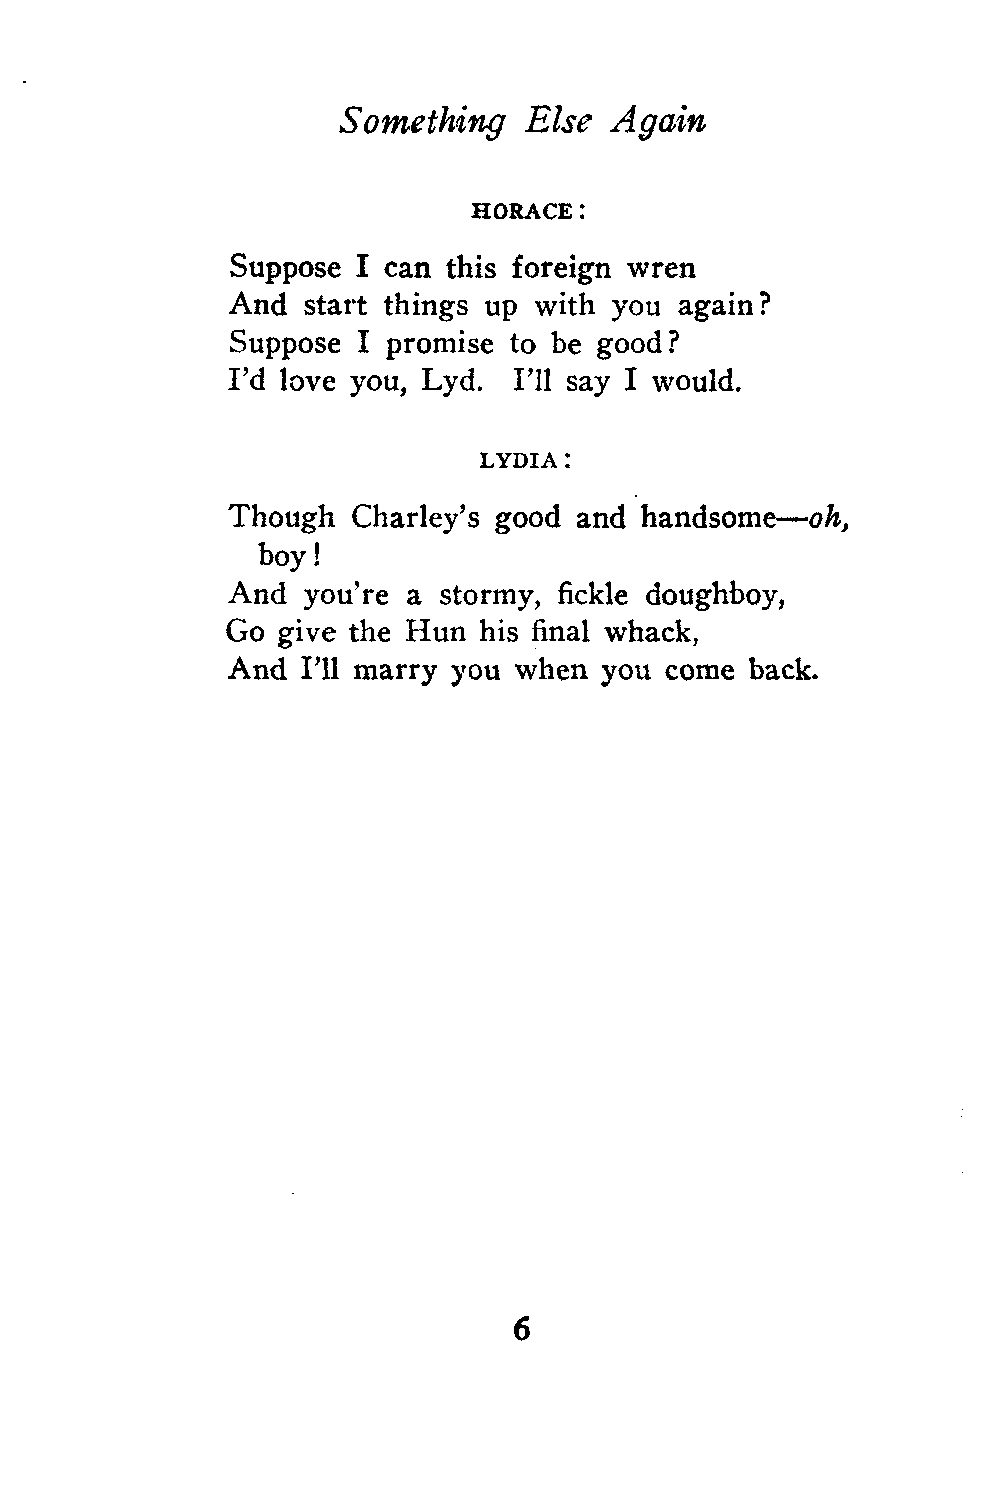 Something Else Again
HORACE:
Suppose I can this foreign wren
And start things up with you again?
Suppose I promise to be good?
I'd love you, Lyd. I'll say I would.
LYDIA:
Though Charley's good and handsome—oh,
boy!
And you're a stormy, fickle doughboy,
Go give the Hun his final whack,
And I'll marry you when you come back.
6